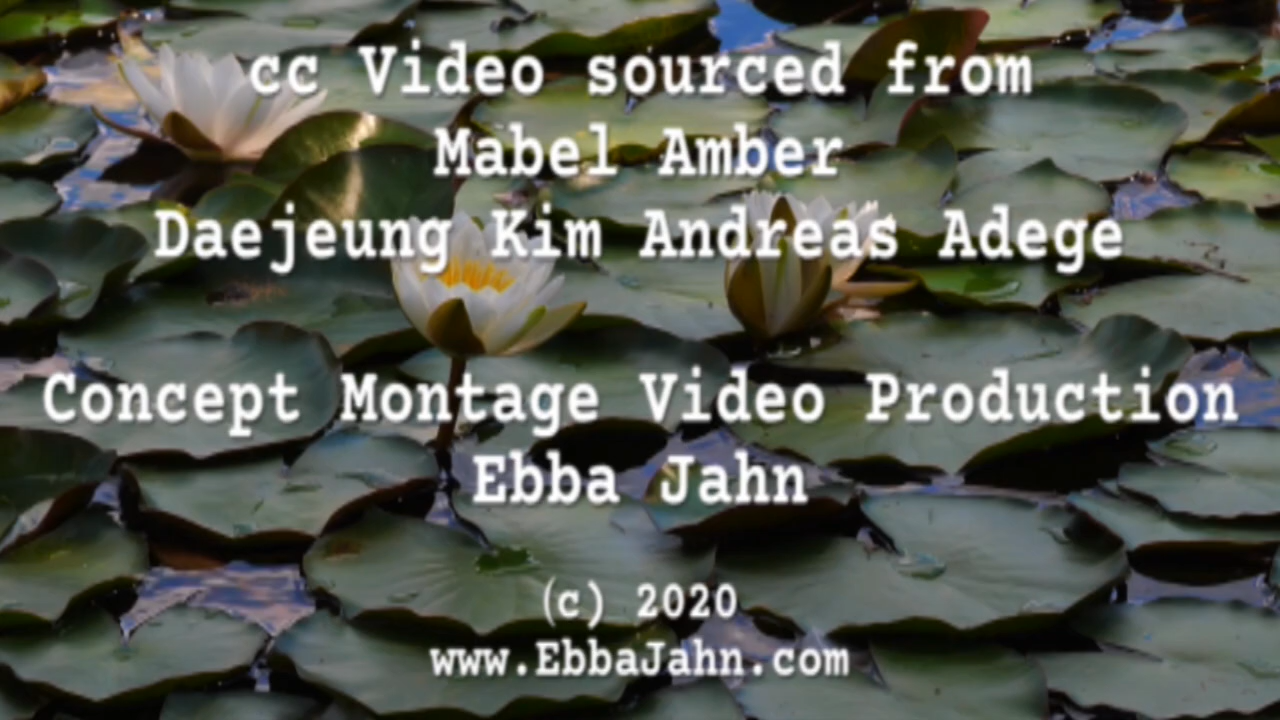 cc Video sourced from
Mabel Amber
Daejeung Kim Andreas Adege
Concept Montage Video Production
Ebba Jahn
(c) 2020
www.EbbaJahn.com